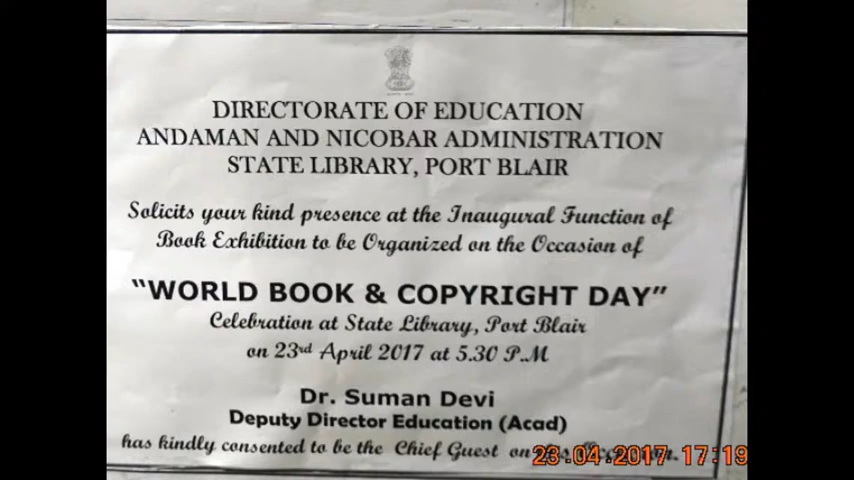 DIRECTORATE OF EDUCATION
ANDAMAN AND NICOBAR ADMINISTRATION
STATE LIBRARY, PORT BLAIR
Solicits your kind presence at the Inaugural Function of
Book Exhibition to be Organized on the Occasion of
“WORLD BOOK & COPYRIGHT DAY”
Celebration at State Library, Port Blair
on 23rd April 2017 at 5.30 P.M
Dr. Suman Devi
Deputy Director Education (Acad)
has kindly consented to be the Chief Guest on
23.04.2017 17:19